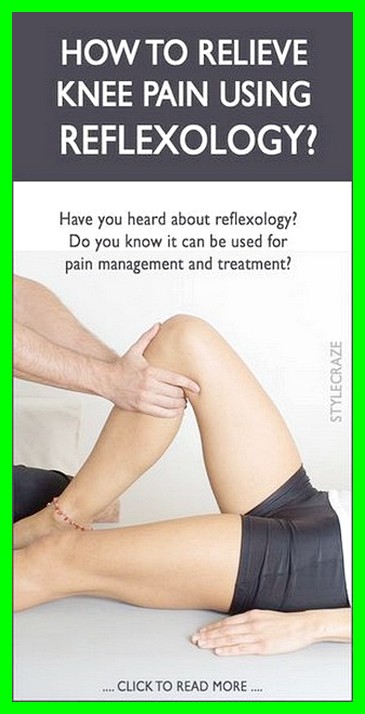 HOW TO RELIEVE
KNEE PAIN USING
REFLEXOLOGY?
Have you heard about reflexology?
Do you know it can be used for
pain management and treatment?
STYLECRAZE
.... CLICK TO READ MORE ....